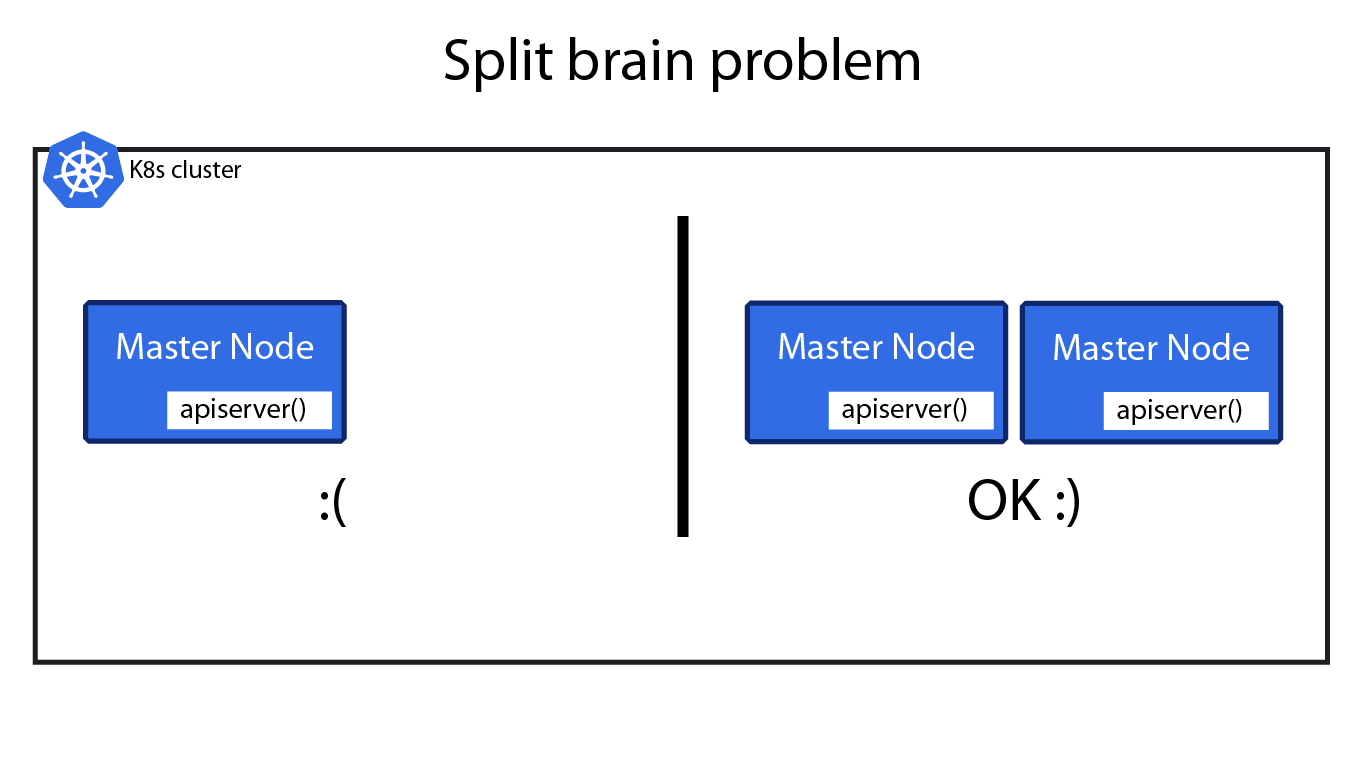 Split brain problem
K8s cluster
Master Node
apiserver()
:(
Master Node
apiserver()
Master Node
apiserver()
OK :)